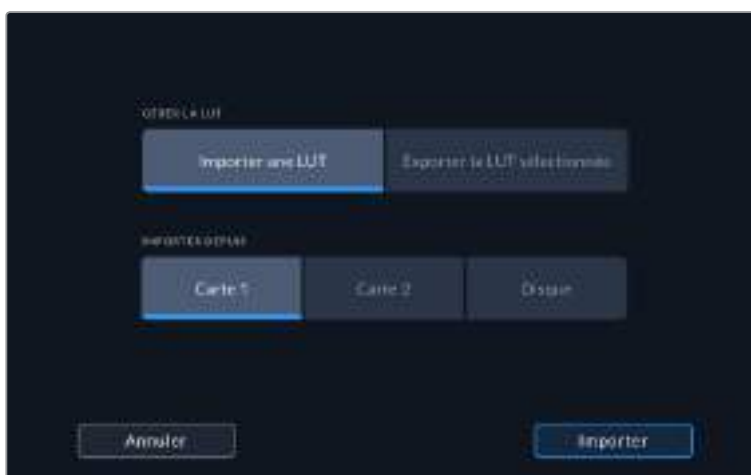 GÉRER LA LUT
Importer une LUT Exporter la LUT sélectionnée
IMPORTER DEPUIS
Carte 1 Carte 2 Disque
Annuler Importer